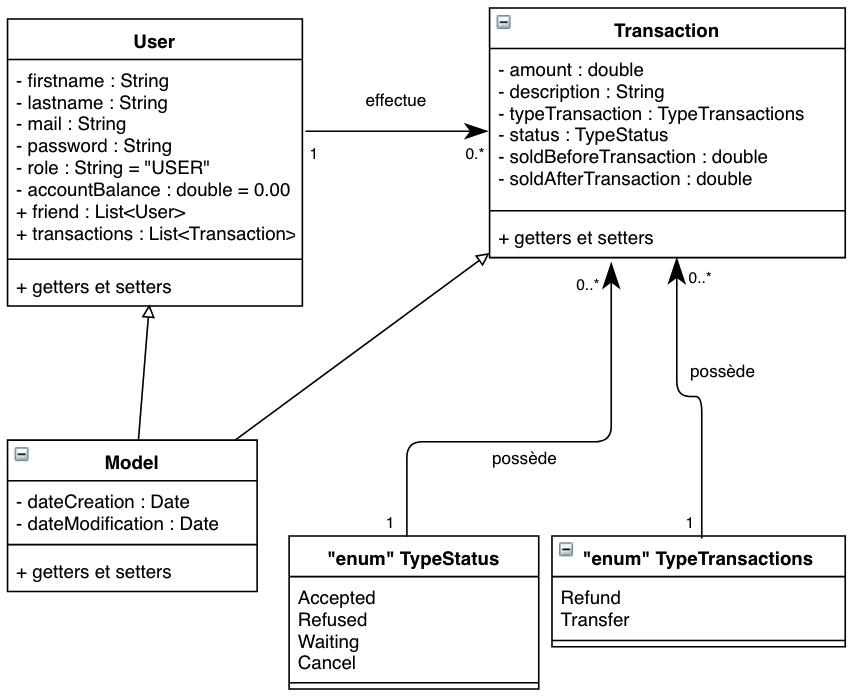 User
- firstname : String
- lastname : String
- mail : String
- password : String
- role : String = "USER"
- accountBalance : double = 0.00
+ friend : List<User>
+ transactions : List<Transaction>
+ getters et setters
effectue
1
0.*
Transaction
- amount : double
- description : String
- typeTransaction : TypeTransactions
- status : TypeStatus
- soldBeforeTransaction : double
- soldAfterTransaction : double
+ getters et setters
0..*
0..*
possède
possède
1
1
Model
- dateCreation : Date
- dateModification : Date
+ getters et setters
"enum" TypeStatus
Accepted
Refused
Waiting
Cancel
"enum" TypeTransactions
Refund
Transfer